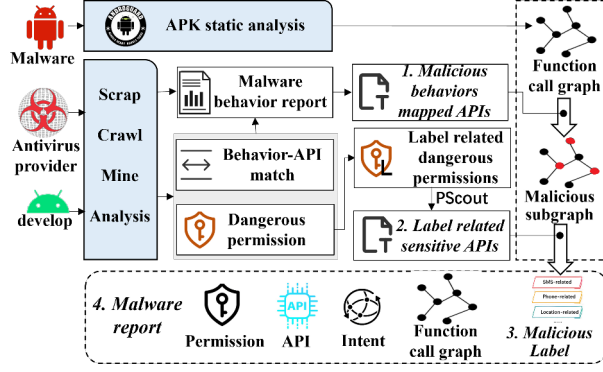 APK static analysis
Malware
Function
call graph
Scrap
Crawl
Mine
Analysis
Antivirus
provider
develop
Malware
behavior report
1. Malicious
behaviors
mapped APIs
Behavior-API
match
Label related
dangerous
permissions
L
PScout
Dangerous
permission
T
2. Label related
sensitive APIs
T
Malicious
subgraph
4. Malware
report
Permission
API
API
Intent
Function
call graph
SMS-related
Phone-related
Location-related
...
3. Malicious
Label